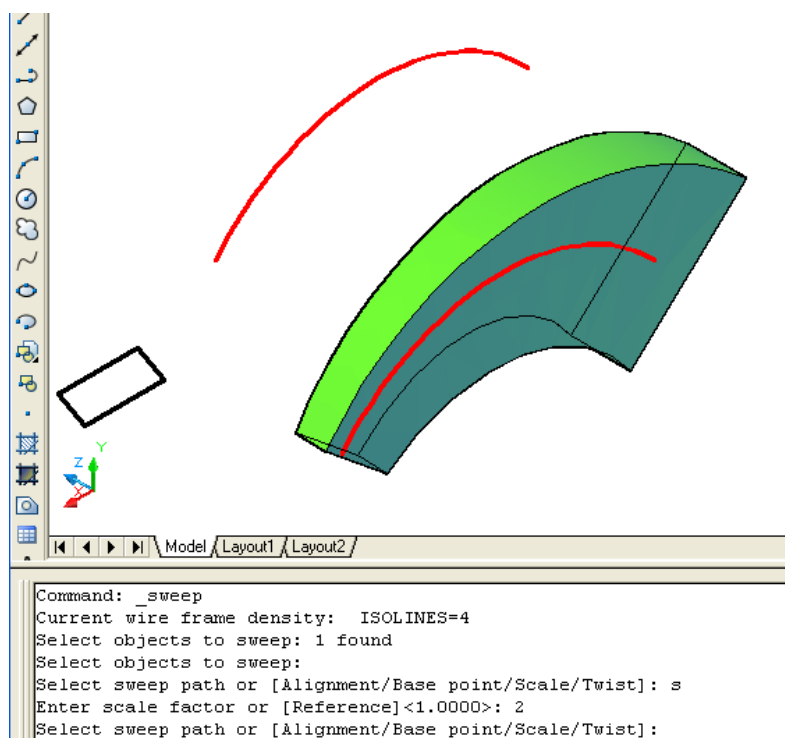 Y
Z
X
Model Layout1 Layout2
Command: _sweep
Current wire frame density:  ISOLINES=4
Select objects to sweep: 1 found
Select objects to sweep:
Select sweep path or [Alignment/Base point/Scale/Twist]: s
Enter scale factor or [Reference]<1.0000>: 2
Select sweep path or [Alignment/Base point/Scale/Twist]: